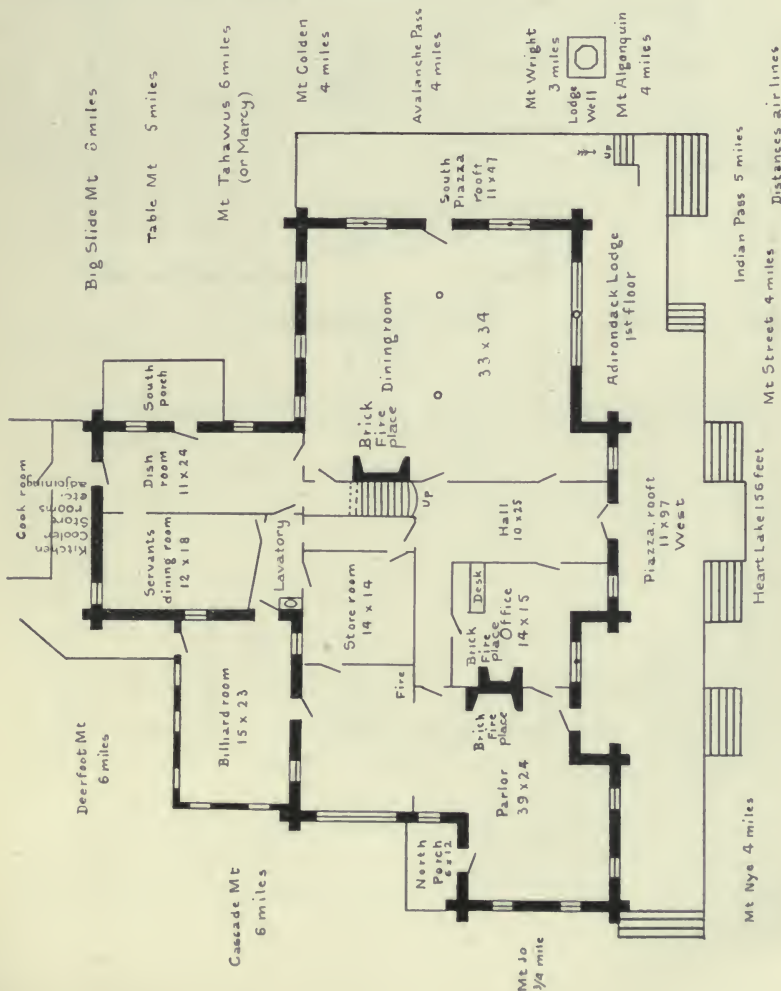 Big Slide Mt 6 miles
Table Mt 5 miles
Mt Tahawus 6 miles
(or Marcy)
Mt Colden
4 miles
Avalanche Pass
4 miles
Mt Wright
3 miles
Lodge
Well
Mt Algonquin
4 miles
Cook room
Kitchen
Cooler
Store
rooms
etc.
adjoining
South
porch
Dish
room
11 x 24
Servants
dining room
12 x 18
Lavatory
Deerfoot Mt
6 miles
Billiard room
15 x 23
Store room
14 x 14
Fire
Brick
Fire
place
Diningroom
33 x 34
South
Piazza
rooft
11 x 47
up
up
Hall
10 x 25
Desk
Office
14 x 15
Brick
Fire
place
Brick
Fire
place
Parlor
39 x 24
North
Porch
6 x 12
Cascade Mt
6 miles
Mt Jo
3/4 mile
Adirondack Lodge
1st floor
Piazza, rooft
11 x 97
West
Indian Pass 5 miles
Mt Street 4 miles
Distances air lines
Heart Lake 156 feet
Mt Nye 4 miles